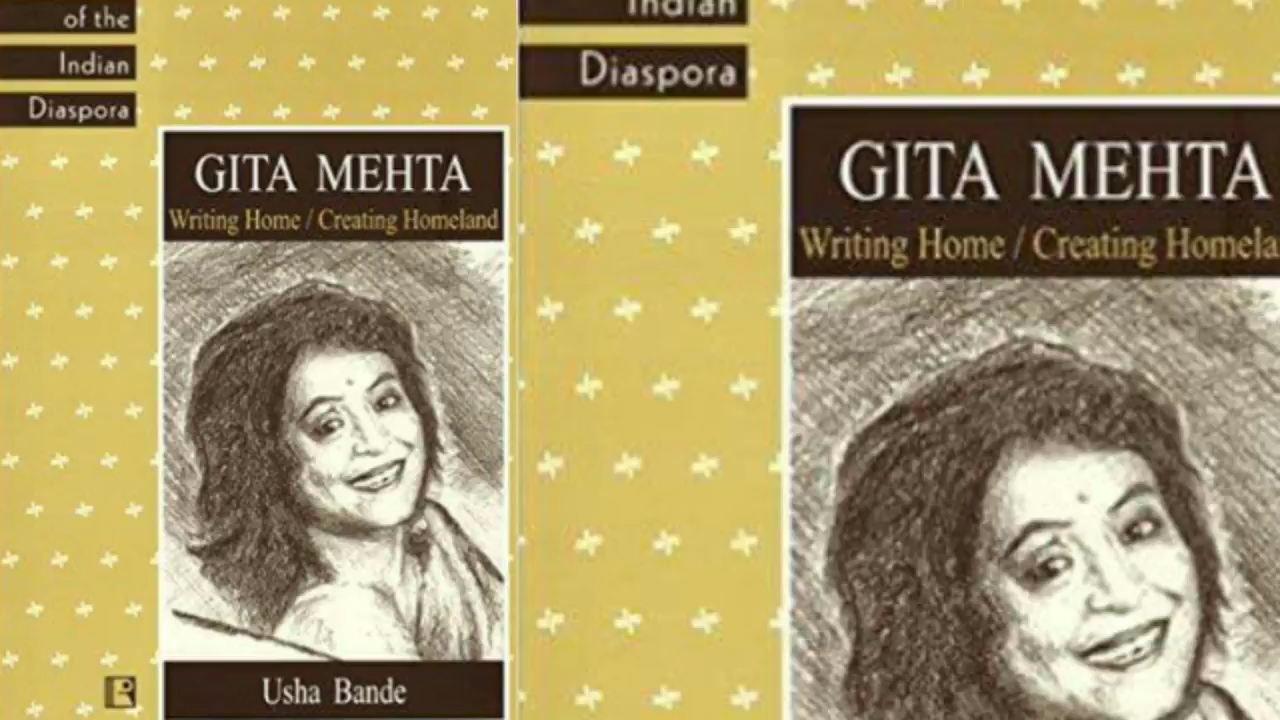 of the
Indian
Diaspora
GITA MEHTA
Writing Home / Creating Homeland
Usha Bande
Indian
Diaspora
GITA MEHTA
Writing Home / Creating Homela